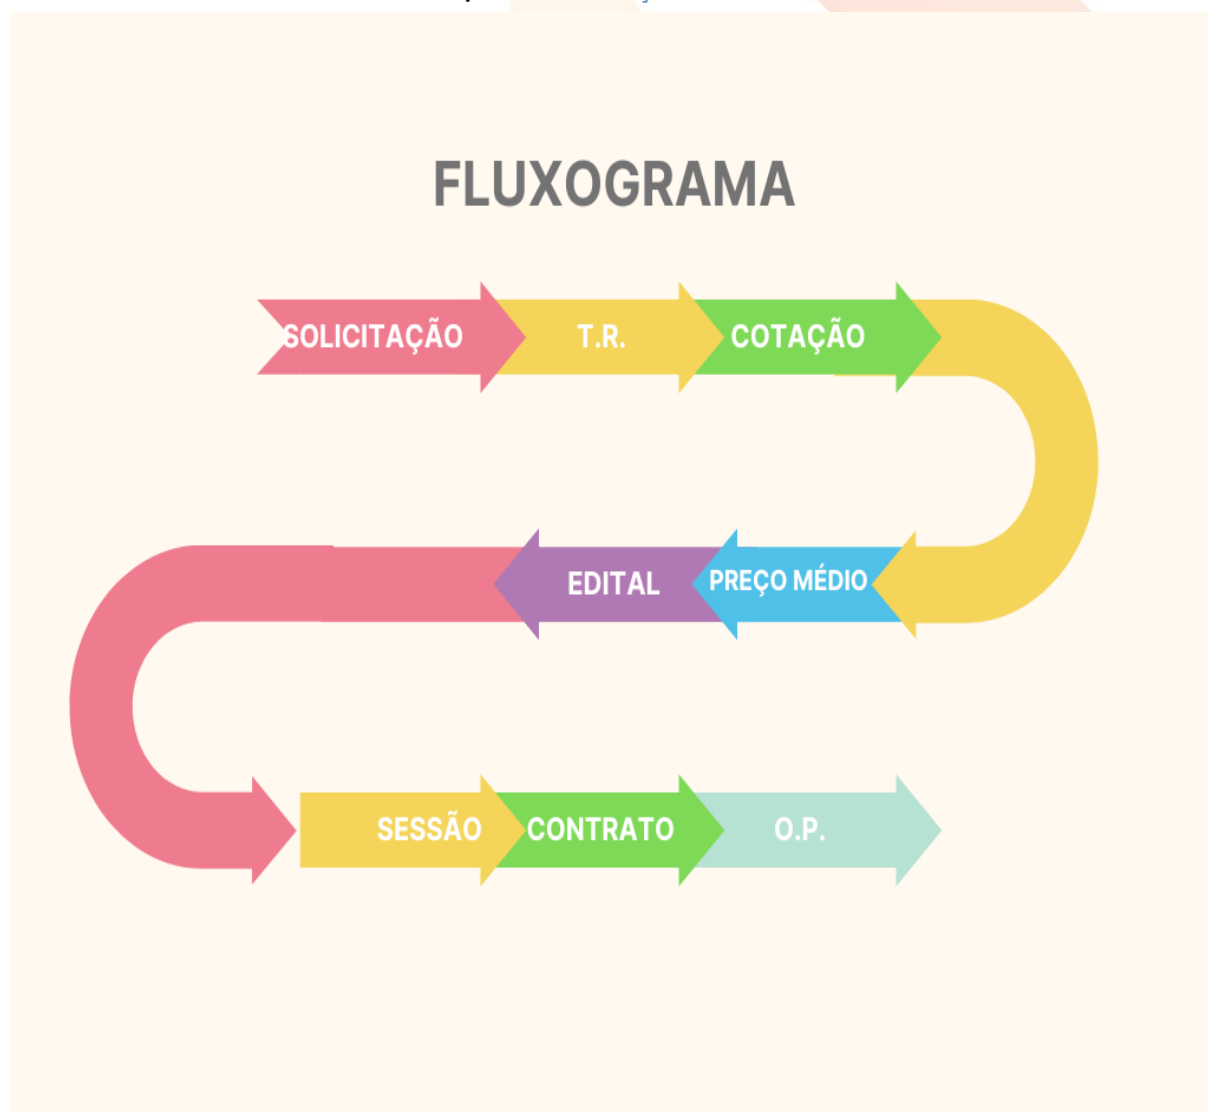 FLUXOGRAMA
SOLICITAÇÃO
T.R.
COTAÇÃO
PREÇO MÉDIO
EDITAL
SESSÃO
CONTRATO
O.P.